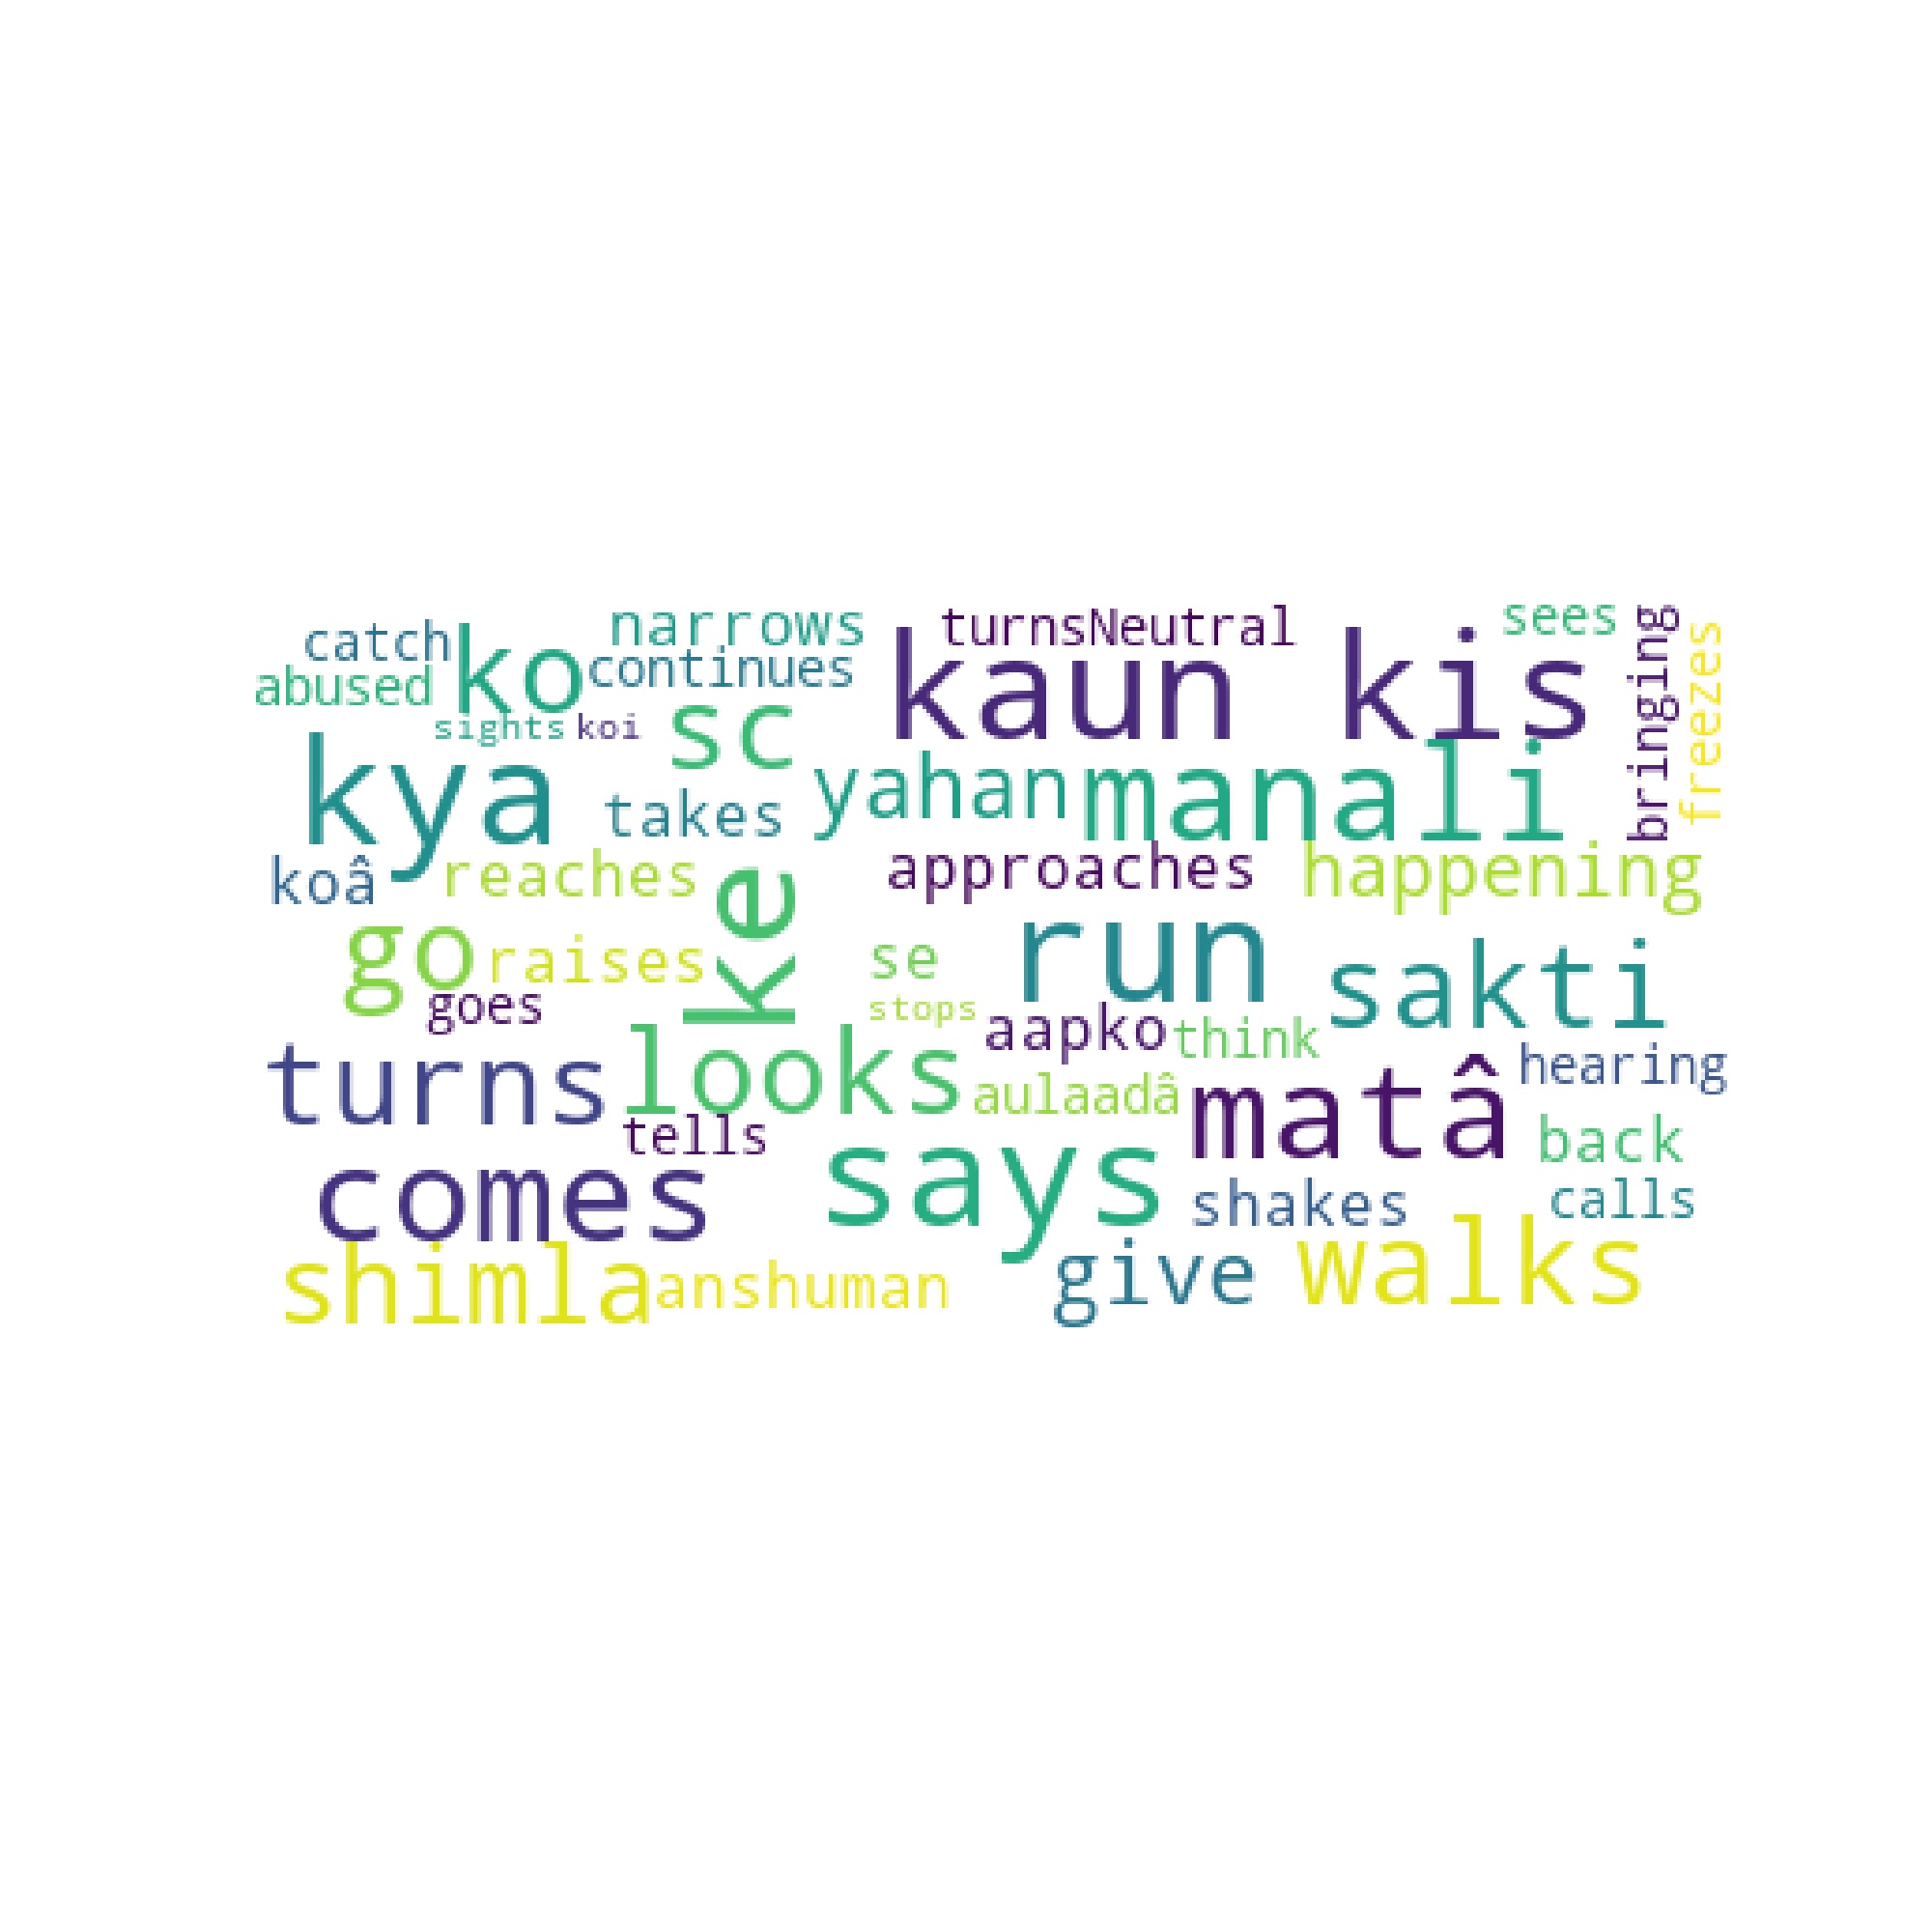 catch
narrows
turnsNeutral
sees
bringing
freezes
abused
ko
continues
kaun kis
sights
koi
sc
kya
takes
yahan
manali
koâ
reaches
ke
approaches
happening
go
raises
se
run
sakti
goes
stops
aapko
think
turns
looks
aulaadâ
matâ
hearing
tells
back
comes
says
shakes
calls
shimla
anshuman
give
walks